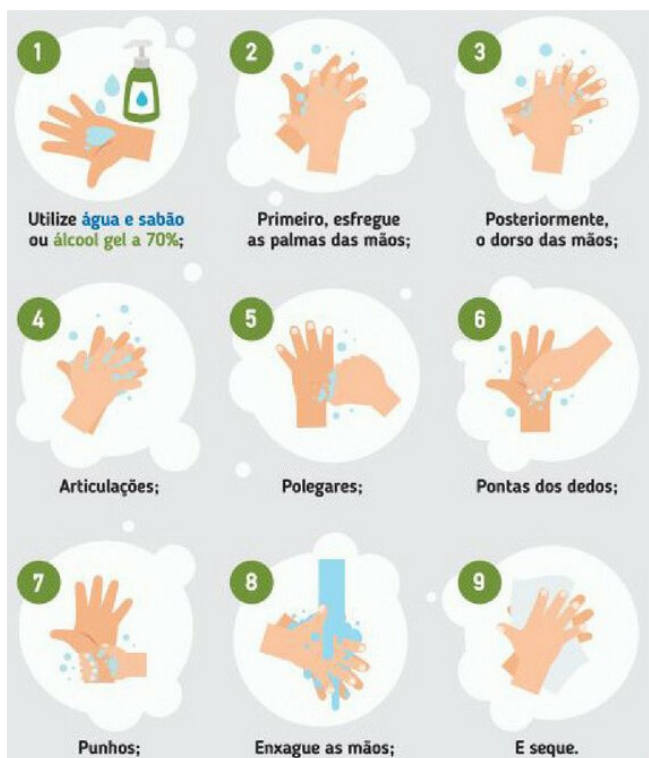 1
Utilize água e sabão
ou álcool gel a 70%;
2
Primeiro, esfregue
as palmas das mãos;
3
Posteriormente,
o dorso das mãos;
4
Articulações;
5
Polegares;
6
Pontas dos dedos;
7
Punhos;
8
Enxague as mãos;
9
E seque.